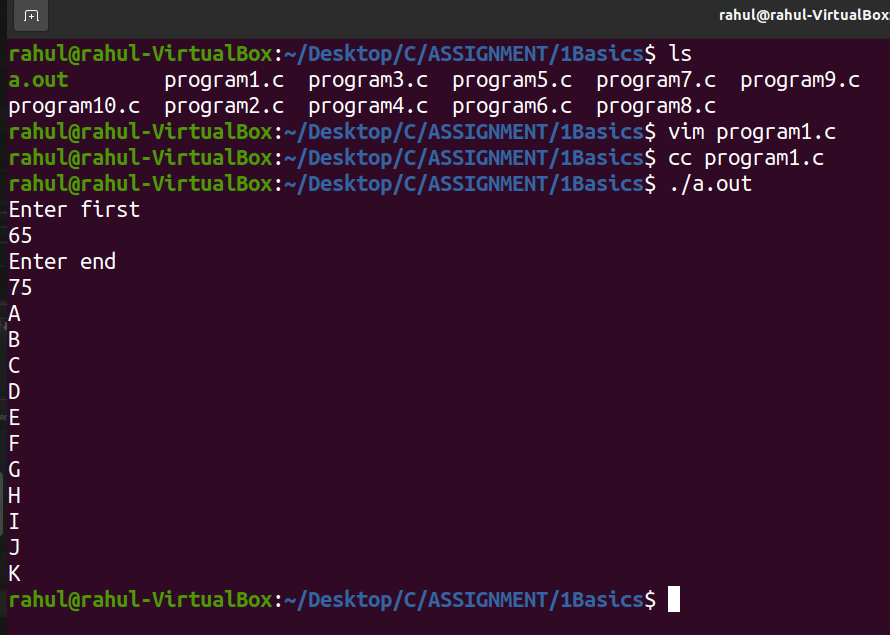 rahul@rahul-VirtualBox
rahul@rahul-VirtualBox:~/Desktop/C/ASSIGNMENT/1Basics$ ls
a.out        program1.c  program3.c  program5.c  program7.c  program9.c
program10.c  program2.c  program4.c  program6.c  program8.c
rahul@rahul-VirtualBox:~/Desktop/C/ASSIGNMENT/1Basics$ vim program1.c
rahul@rahul-VirtualBox:~/Desktop/C/ASSIGNMENT/1Basics$ cc program1.c
rahul@rahul-VirtualBox:~/Desktop/C/ASSIGNMENT/1Basics$ ./a.out
Enter first
65
Enter end
75
A
B
C
D
E
F
G
H
I
J
K
rahul@rahul-VirtualBox:~/Desktop/C/ASSIGNMENT/1Basics$